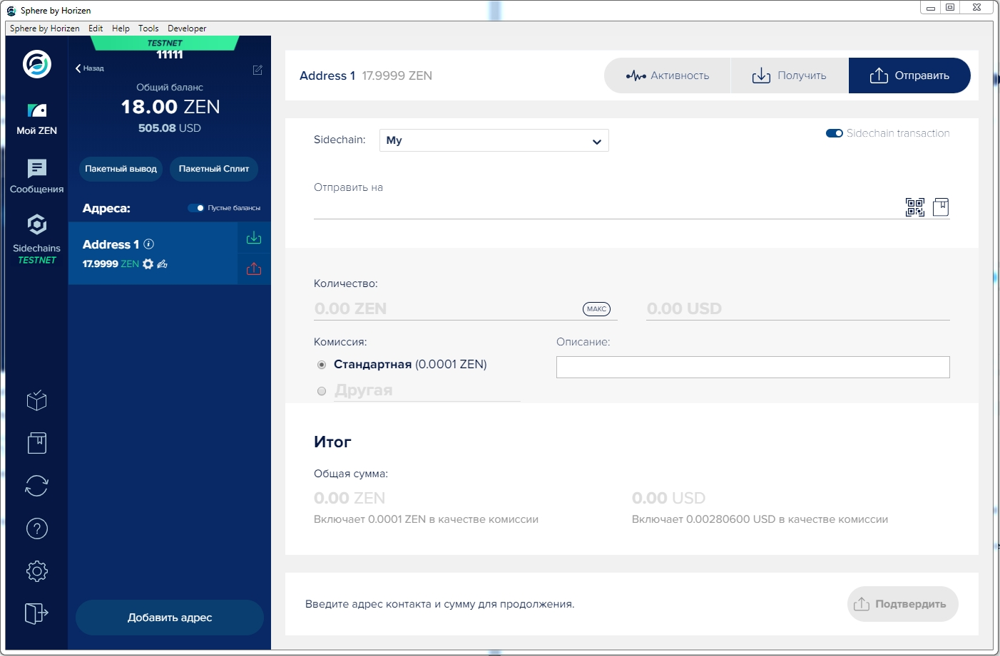 Sphere by Horizen
Sphere by Horizen Edit Help Tools Developer
TESTNET
11111
Назад
Общий баланс
18.00 ZEN
505.08 USD
Пакетный вывод Пакетный Сплит
Адреса: Пустые балансы
Address 1
17.9999 ZEN
Добавить адрес
Мой ZEN
Сообщения
Sidechains
TESTNET
Address 1 17.9999 ZEN
Активность Получить Отправить
Sidechain: My
Sidechain transaction
Отправить на
Количество:
0.00 ZEN МАКС 0.00 USD
Комиссия: Описание:
Стандартная (0.0001 ZEN)
Другая
Итог
Общая сумма:
0.00 ZEN 0.00 USD
Включает 0.0001 ZEN в качестве комиссии Включает 0.00280600 USD в качестве комиссии
Введите адрес контакта и сумму для продолжения. Подтвердить